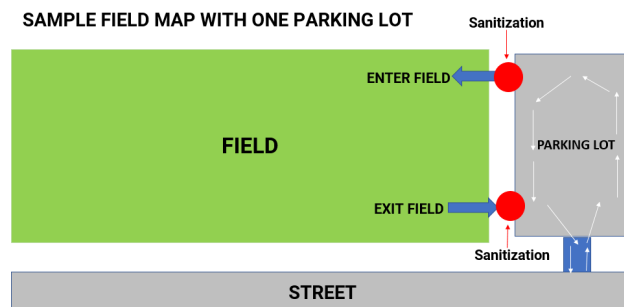 SAMPLE FIELD MAP WITH ONE PARKING LOT
Sanitization
ENTER FIELD
FIELD
PARKING LOT
EXIT FIELD
Sanitization
STREET